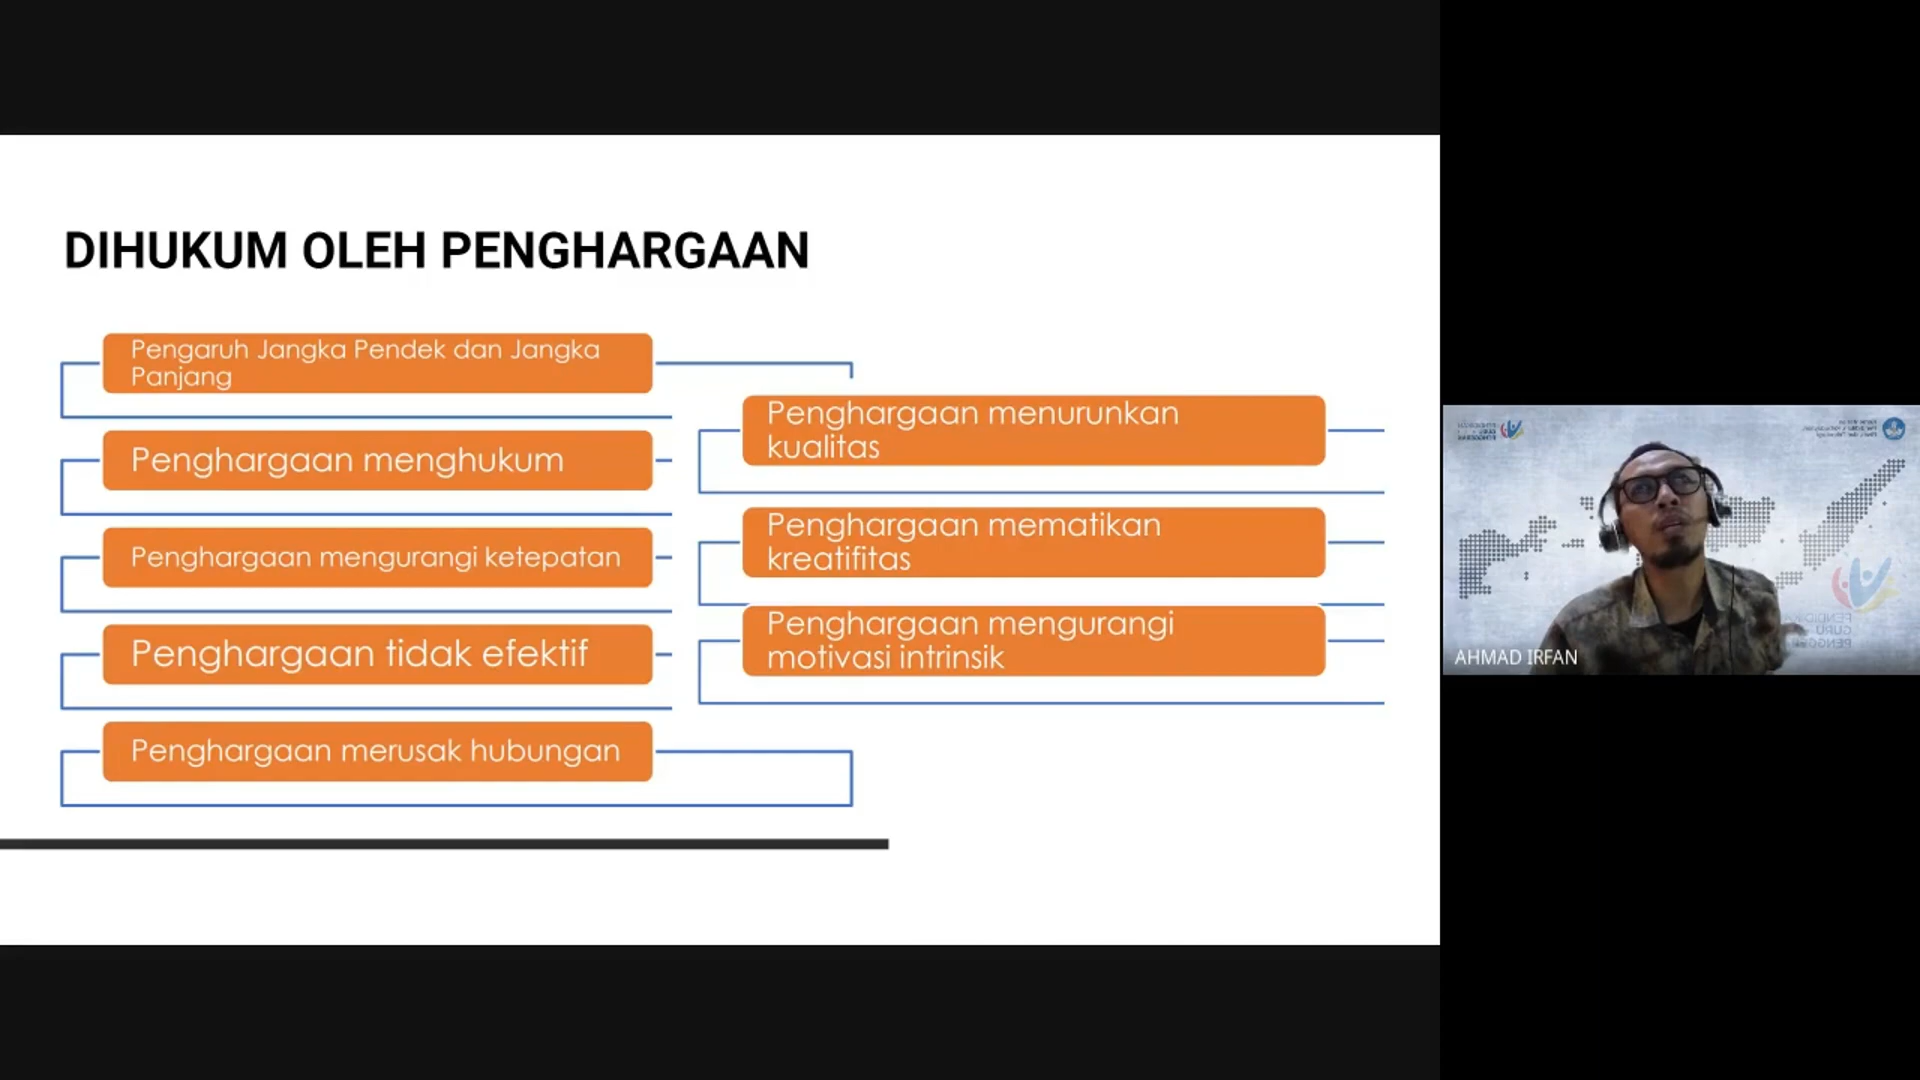 DIHUKUM OLEH PENGHARGAAN
Pengaruh Jangka Pendek dan Jangka
Panjang
Penghargaan menghukum
Penghargaan mengurangi ketepatan
Penghargaan tidak efektif
Penghargaan merusak hubungan
Penghargaan menurunkan
kualitas
Penghargaan mematikan
kreatifitas
Penghargaan mengurangi
motivasi intrinsik
AHMAD IRFAN